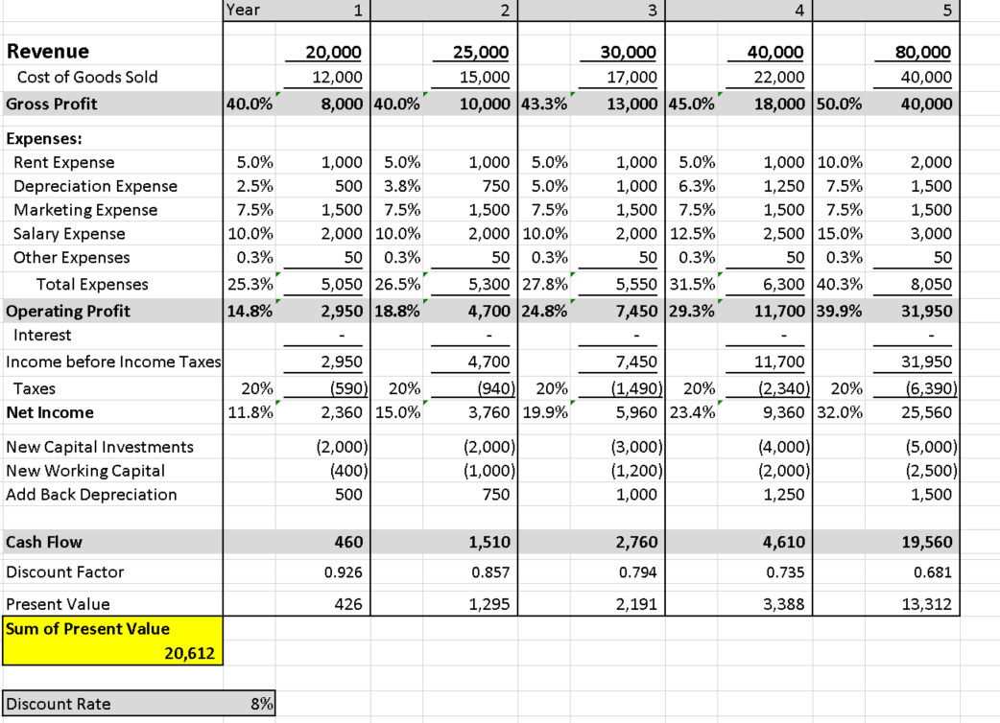 Year 1 2 3 4 5
Revenue 20,000 25,000 30,000 40,000 80,000
Cost of Goods Sold 12,000 15,000 17,000 22,000 40,000
Gross Profit 40.0% 8,000 40.0% 10,000 43.3% 13,000 45.0% 18,000 50.0% 40,000
Expenses:
Rent Expense 5.0% 1,000 5.0% 1,000 5.0% 1,000 5.0% 1,000 10.0% 2,000
Depreciation Expense 2.5% 500 3.8% 750 5.0% 1,000 6.3% 1,250 7.5% 1,500
Marketing Expense 7.5% 1,500 7.5% 1,500 7.5% 1,500 7.5% 1,500 7.5% 1,500
Salary Expense 10.0% 2,000 10.0% 2,000 10.0% 2,000 12.5% 2,500 15.0% 3,000
Other Expenses 0.3% 50 0.3% 50 0.3% 50 0.3% 50 0.3% 50
Total Expenses 25.3% 5,050 26.5% 5,300 27.8% 5,550 31.5% 6,300 40.3% 8,050
Operating Profit 14.8% 2,950 18.8% 4,700 24.8% 7,450 29.3% 11,700 39.9% 31,950
Interest - - - - -
Income before Income Taxes 2,950 4,700 7,450 11,700 31,950
Taxes 20% (590) 20% (940) 20% (1,490) 20% (2,340) 20% (6,390)
Net Income 11.8% 2,360 15.0% 3,760 19.9% 5,960 23.4% 9,360 32.0% 25,560
New Capital Investments (2,000) (2,000) (3,000) (4,000) (5,000)
New Working Capital (400) (1,000) (1,200) (2,000) (2,500)
Add Back Depreciation 500 750 1,000 1,250 1,500
Cash Flow 460 1,510 2,760 4,610 19,560
Discount Factor 0.926 0.857 0.794 0.735 0.681
Present Value 426 1,295 2,191 3,388 13,312
Sum of Present Value
20,612
Discount Rate 8%